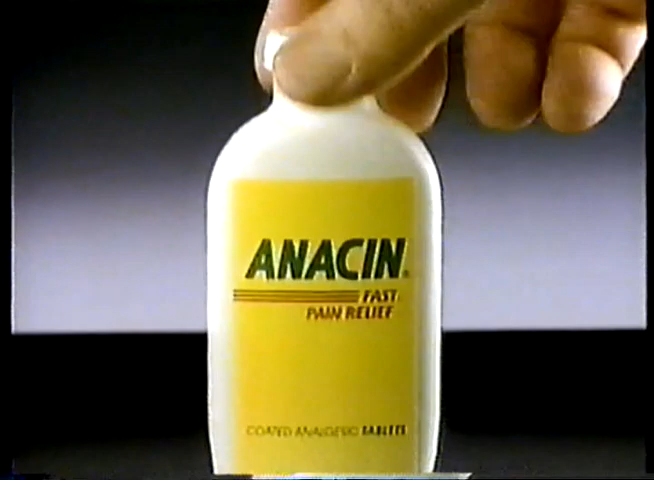 ANACIN®
FAST
PAIN RELIEF
COATED ANALGESIC TABLETS